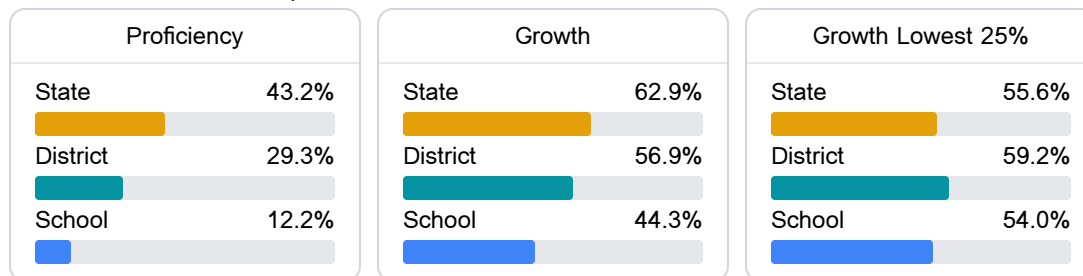 Proficiency
State 43.2%
District 29.3%
School 12.2%
Growth
State 62.9%
District 56.9%
School 44.3%
Growth Lowest 25%
State 55.6%
District 59.2%
School 54.0%